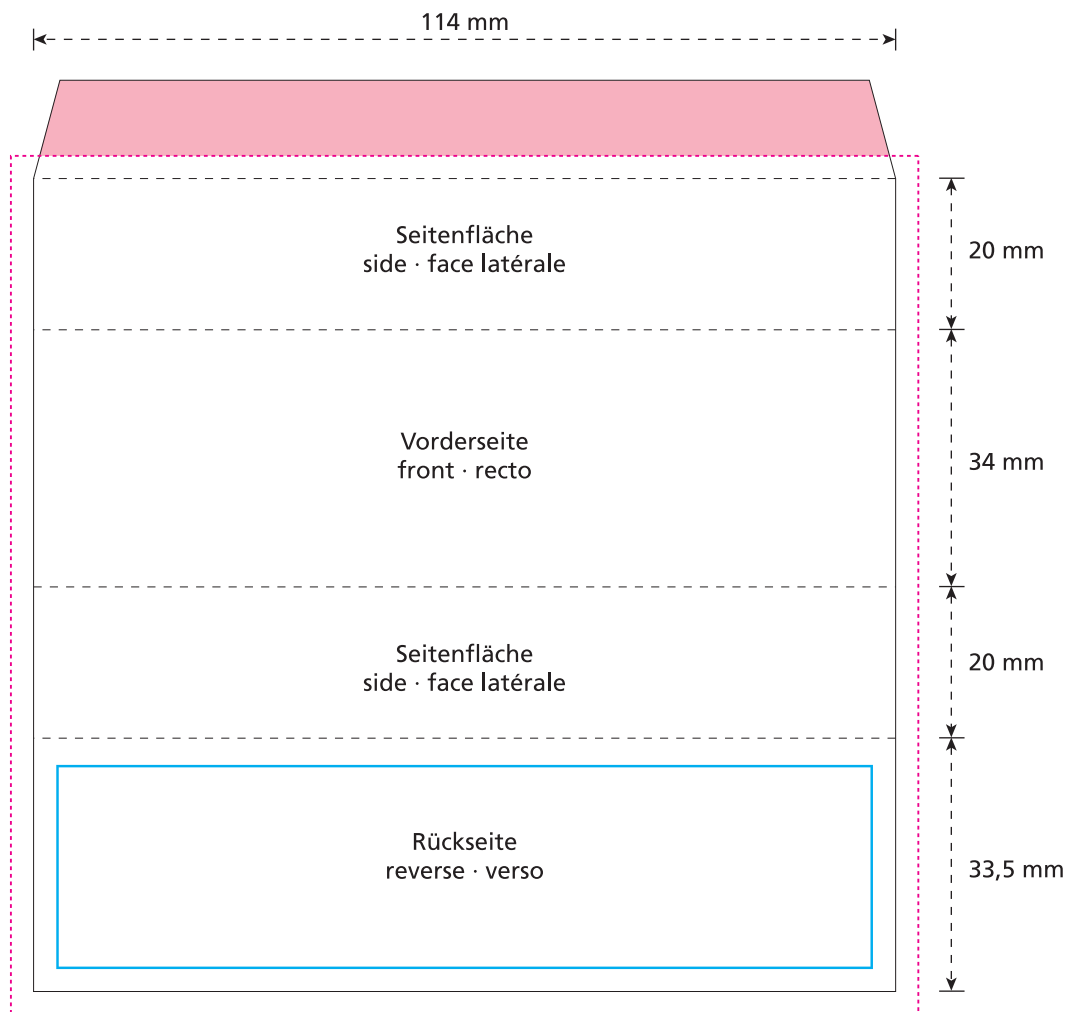 114 mm
Seitenfläche
side · face latérale
20 mm
Vorderseite
front · recto
34 mm
Seitenfläche
side · face latérale
20 mm
Rückseite
reverse · verso
33,5 mm